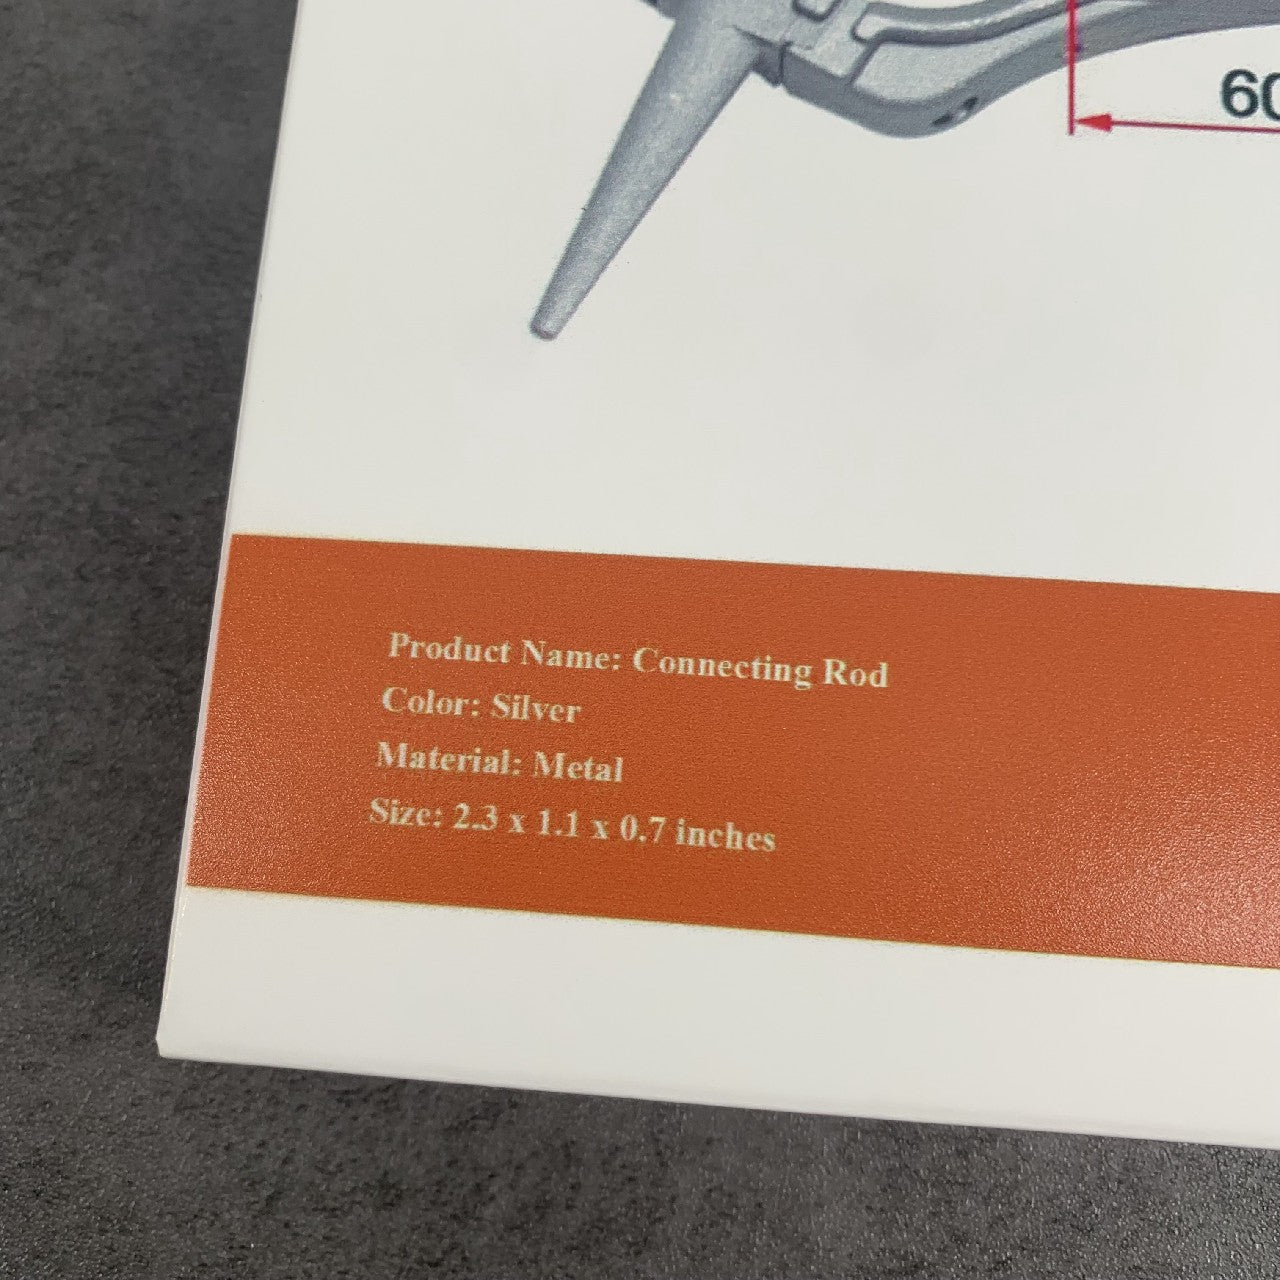 60
Product Name: Connecting Rod
Color: Silver
Material: Metal
Size: 2.3 x 1.1 x 0.7 inches